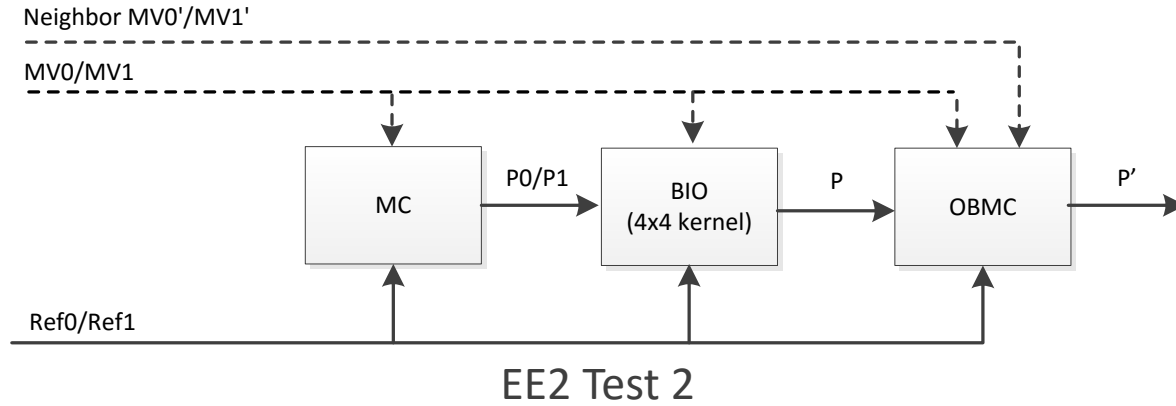 Neighbor MV0'/MV1'
MV0/MV1
MC
P0/P1
BIO
(4x4 kernel)
P
OBMC
P’
Ref0/Ref1
EE2 Test 2